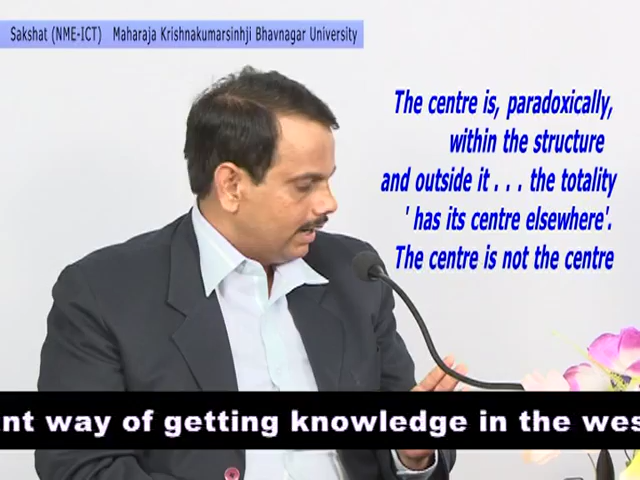 Sakshat (NME-ICT) Maharaja Krishnakumarsinhji Bhavnagar University
The centre is, paradoxically,
within the structure
and outside it . . . the totality
' has its centre elsewhere'.
The centre is not the centre
way of getting knowledge in the